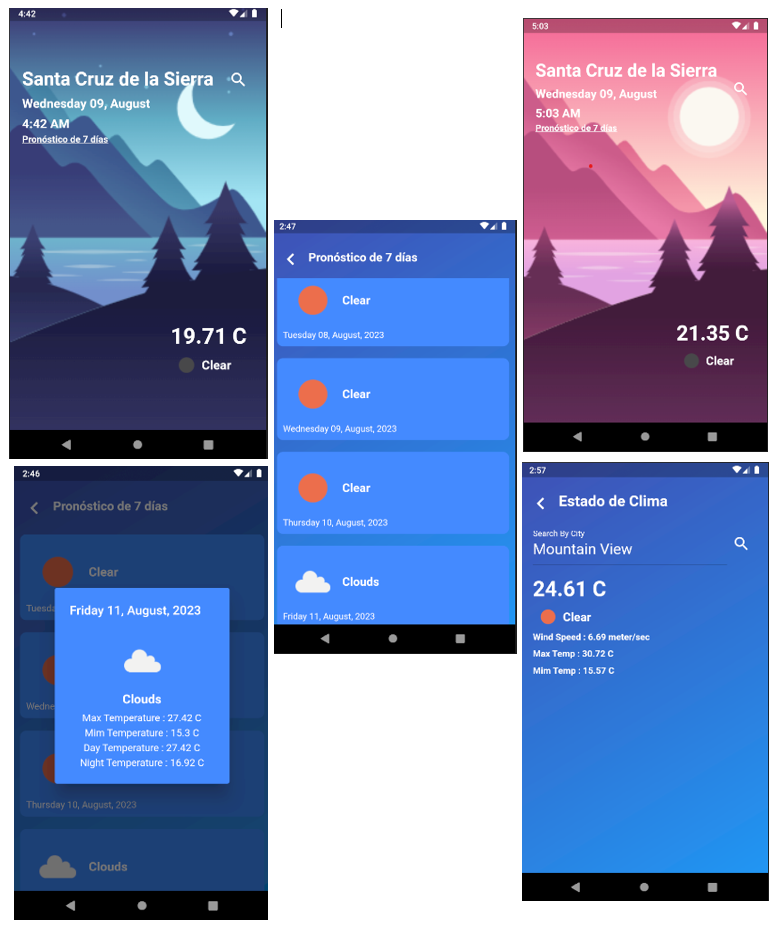 4:42
Santa Cruz de la Sierra
Wednesday 09, August
4:42 AM
Pronóstico de 7 días
19.71 C
Clear
2:46
Pronóstico de 7 días
Clear
Tuesda
Friday 11, August, 2023
Clouds
Max Temperature : 27.42 C
Mim Temperature : 15.3 C
Day Temperature : 27.42 C
Night Temperature : 16.92 C
Wedne
Thursday 10, August, 2023
Clouds
2:47
Pronóstico de 7 días
Clear
Tuesday 08, August, 2023
Clear
Wednesday 09, August, 2023
Clear
Thursday 10, August, 2023
Clouds
Friday 11, August, 2023
5:03
Santa Cruz de la Sierra
Wednesday 09, August
5:03 AM
Pronóstico de 7 días
21.35 C
Clear
2:57
Estado de Clima
Search By City
Mountain View
24.61 C
Clear
Wind Speed : 6.69 meter/sec
Max Temp : 30.72 C
Mim Temp : 15.57 C